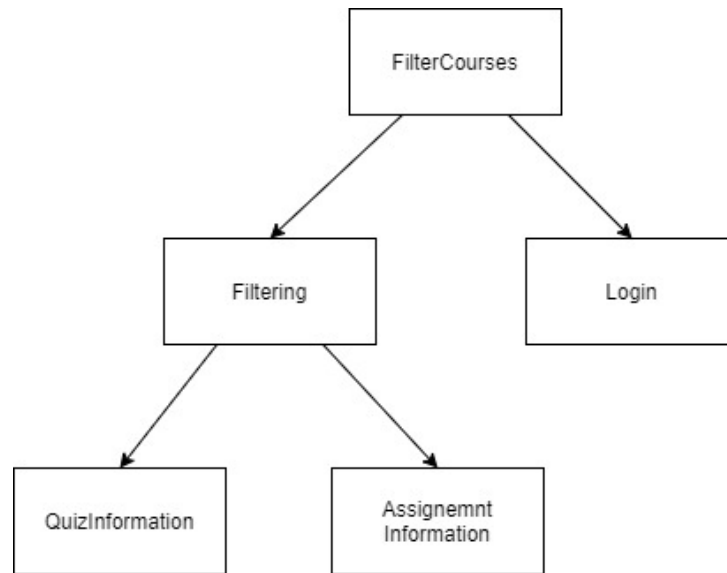 FilterCourses
Filtering
Login
QuizInformation
Assignemnt
Information